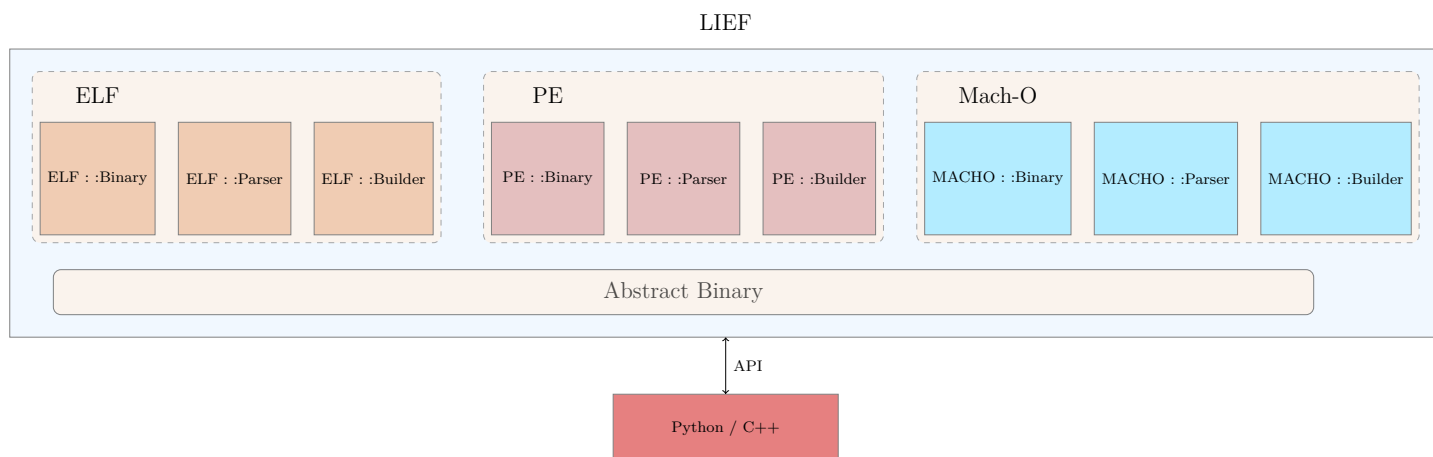 LIEF
ELF
PE
Mach-O
ELF : :Binary
ELF : :Parser
ELF : :Builder
PE : :Binary
PE : :Parser
PE : :Builder
MACHO : :Binary
MACHO : :Parser
MACHO : :Builder
Abstract Binary
API
Python / C++